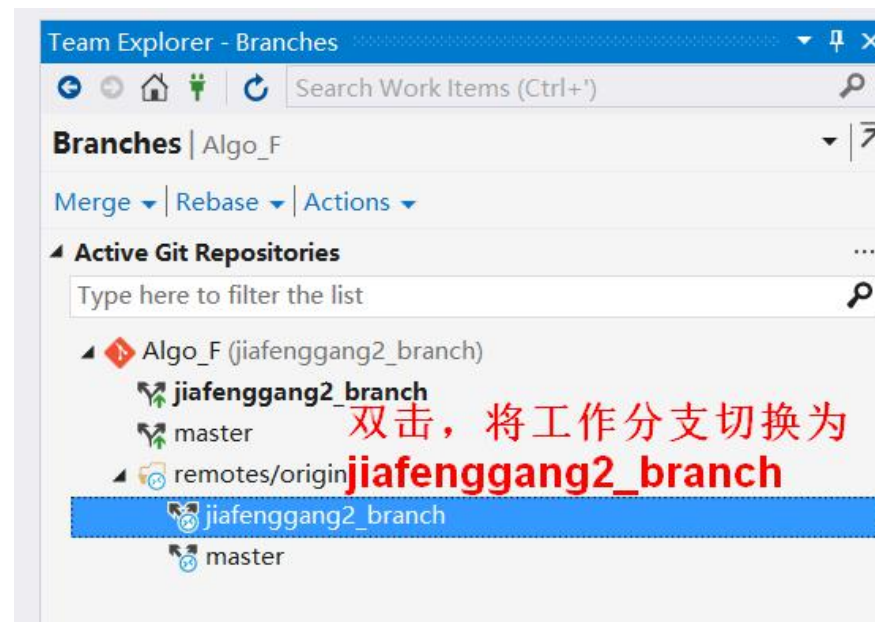 Team Explorer - Branches
Search Work Items (Ctrl+')
Branches | Algo_F
Merge | Rebase | Actions
Active Git Repositories
...
Type here to filter the list
Algo_F (jiafenggang2_branch)
jiafenggang2_branch
双击，将工作分支切换为
master
remotes/origin
jiafenggang2_branch
jiafenggang2_branch
master